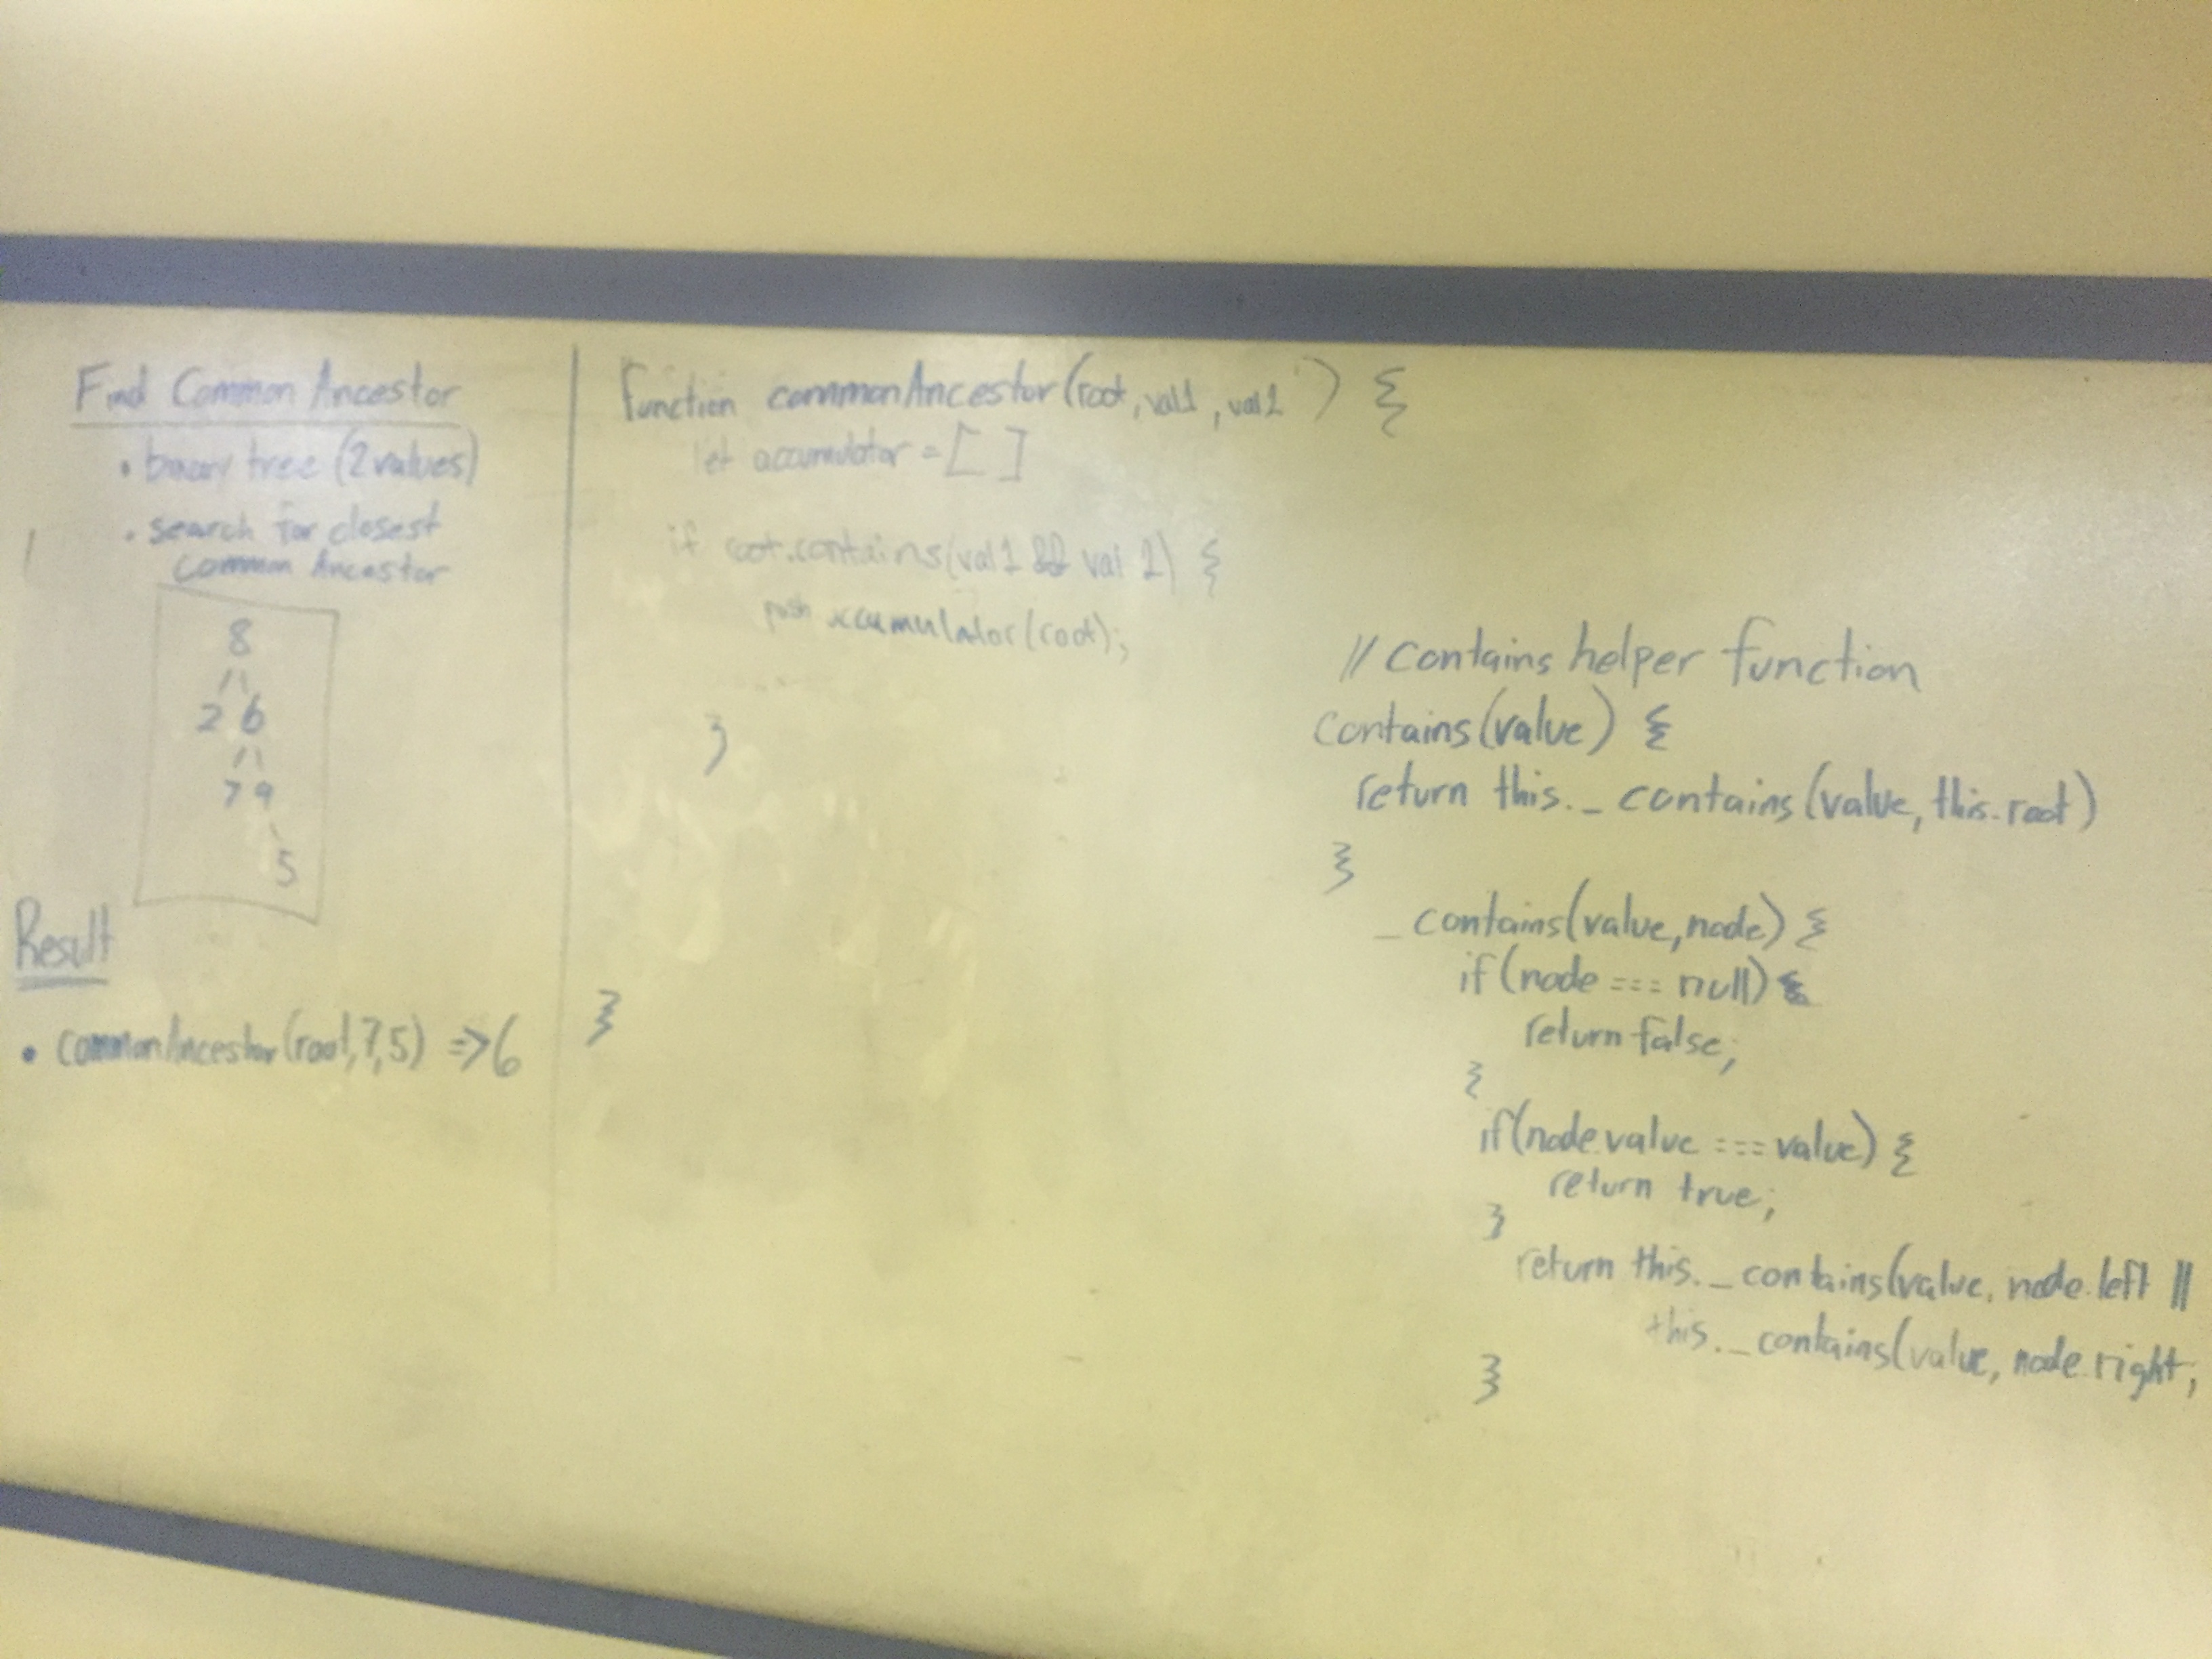 Find Common Ancestor
• binary tree (2 values)
• search for closest
common Ancestor
8
/ \
2 6
/ \
7 9
\
5
Result
• commonAncestor(root,7,5) => 6
function commonAncestor(root, val1, val2) {
let accumulator = [ ]
if root.contains(val1 && val 2) {
push accumulator(root);
}
}
// contains helper function
contains(value) {
return this._contains(value, this.root)
}
_contains(value, node) {
if(node === null) {
return false;
{
if(node.value === value) {
return true;
}
return this._contains(value, node.left ||
this._contains(value, node.right;
}